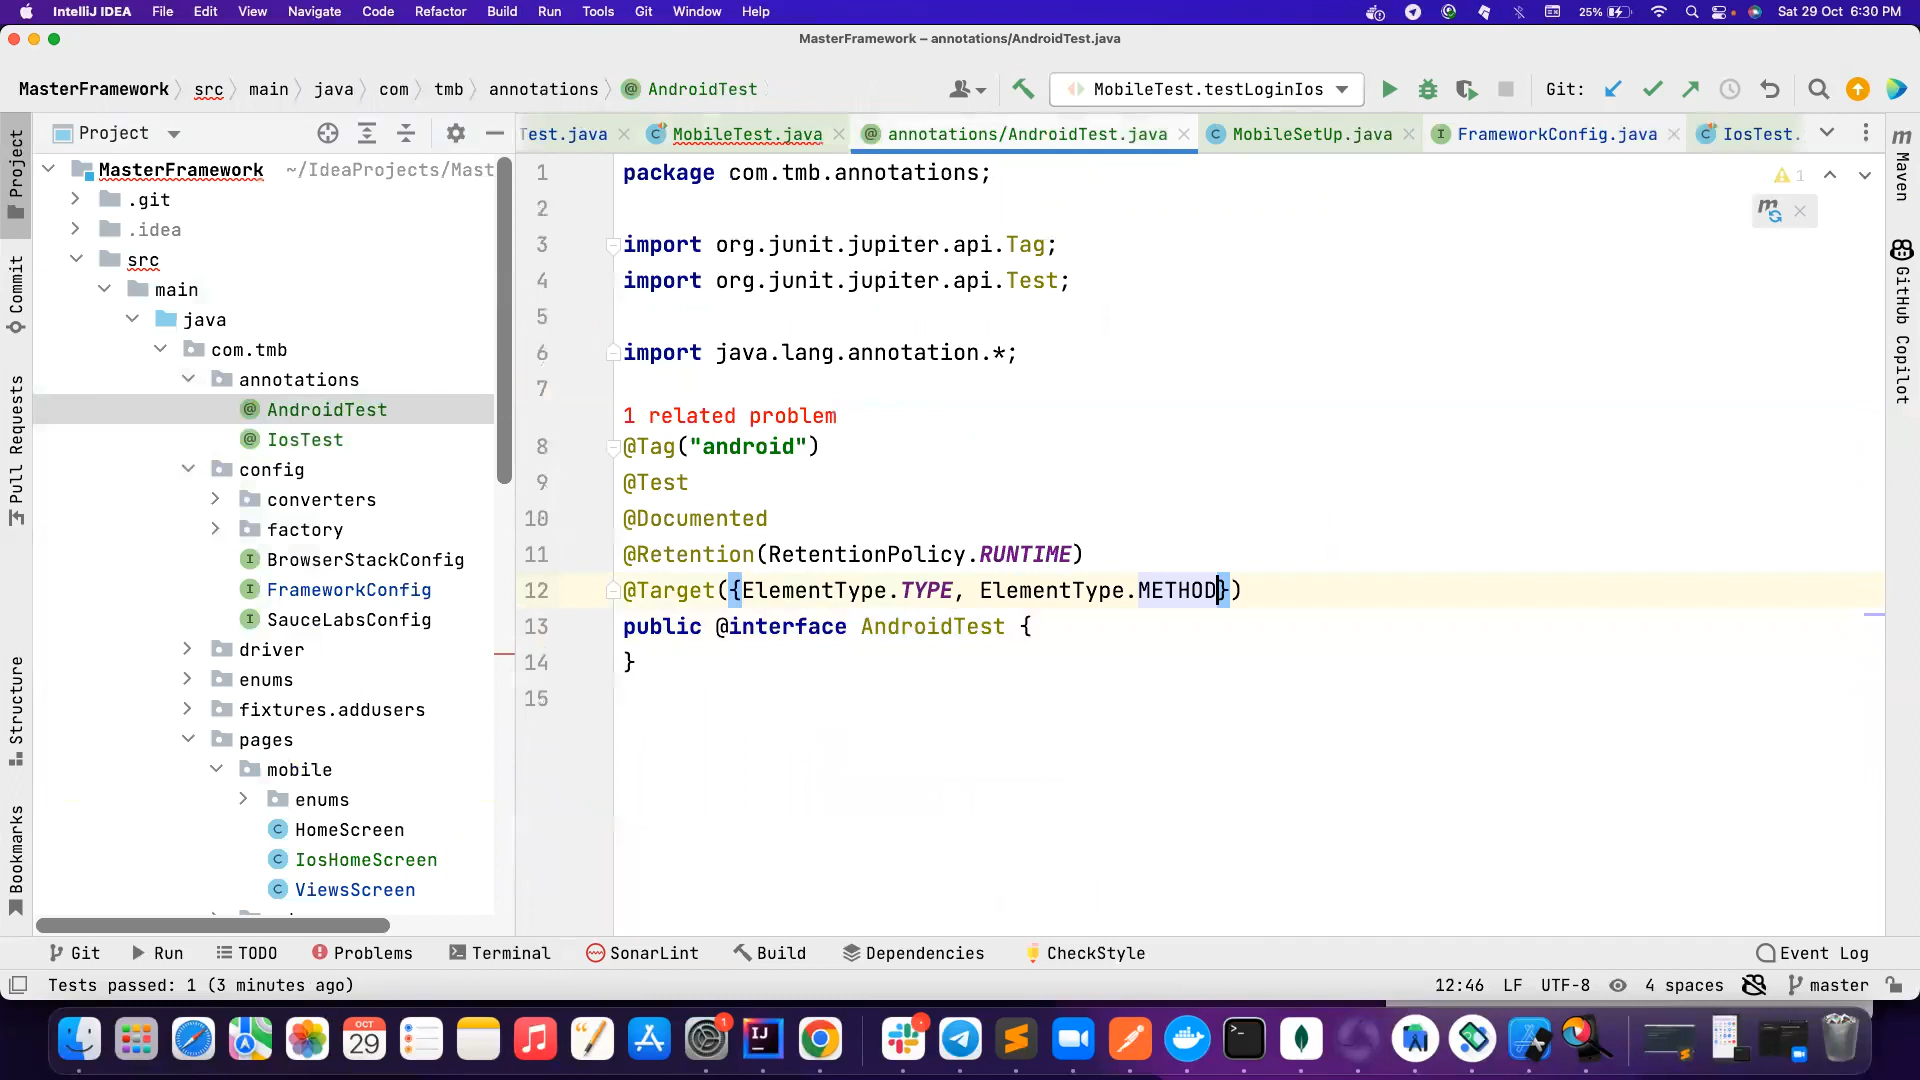 IntelliJ IDEA File Edit View Navigate Code Refactor Build Run Tools Git Window Help 25% Sat 29 Oct 6:30 PM
MasterFramework – annotations/AndroidTest.java
MasterFramework src main java com tmb annotations AndroidTest MobileTest.testLoginIos Git:
Project
Test.java MobileTest.java annotations/AndroidTest.java MobileSetUp.java FrameworkConfig.java IosTest.
MasterFramework ~/IdeaProjects/Mast
.git
.idea
src
main
java
com.tmb
annotations
AndroidTest
IosTest
config
converters
factory
BrowserStackConfig
FrameworkConfig
SauceLabsConfig
driver
enums
fixtures.addusers
pages
mobile
enums
HomeScreen
IosHomeScreen
ViewsScreen
1 package com.tmb.annotations;
2
3 import org.junit.jupiter.api.Tag;
4 import org.junit.jupiter.api.Test;
5
6 import java.lang.annotation.*;
7
1 related problem
8 @Tag("android")
9 @Test
10 @Documented
11 @Retention(RetentionPolicy.RUNTIME)
12 @Target({ElementType.TYPE, ElementType.METHOD})
13 public @interface AndroidTest {
14 }
15
1
Project
Commit
Pull Requests
Structure
Bookmarks
Maven
GitHub Copilot
Git Run TODO Problems Terminal SonarLint Build Dependencies CheckStyle Event Log
Tests passed: 1 (3 minutes ago) 12:46 LF UTF-8 4 spaces master
OCT
29
1